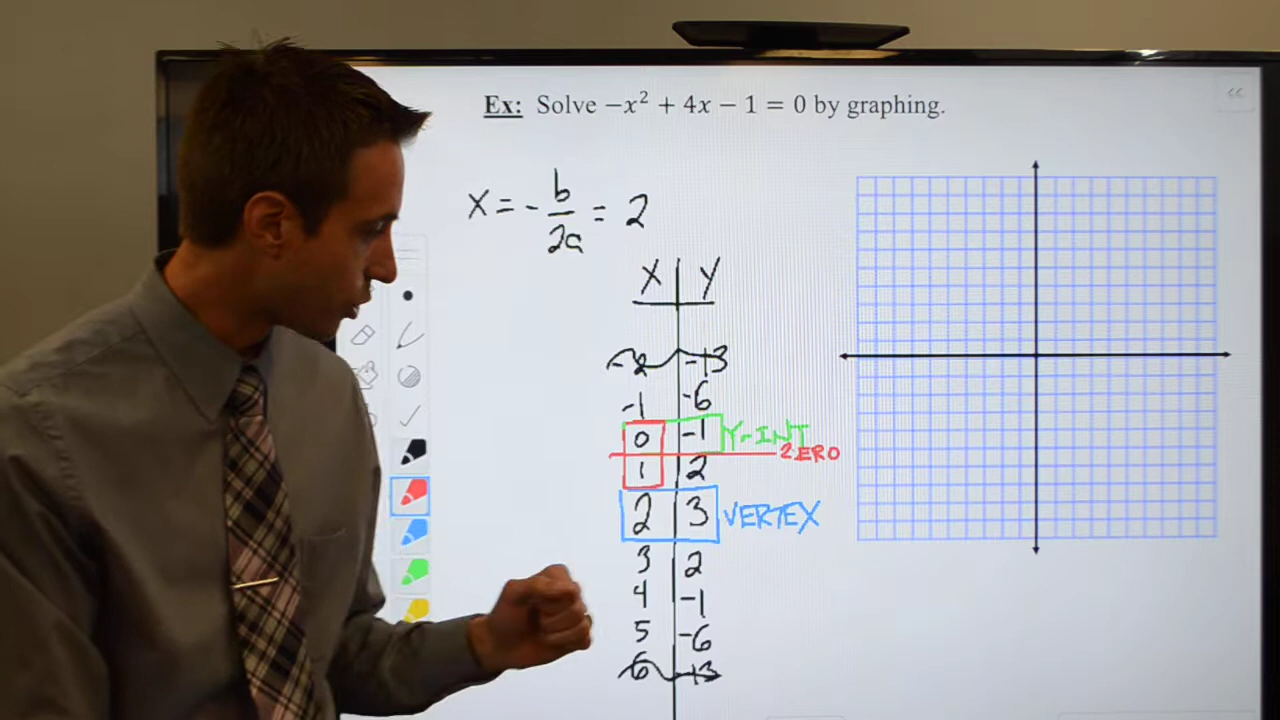 Ex: Solve −x² + 4x − 1 = 0 by graphing.
X = - b/2a = 2
X Y
-2 -13
-1 -6
0 -1 Y-INT
ZERO
1 2
2 3 VERTEX
3 2
4 -1
5 -6
6 -13